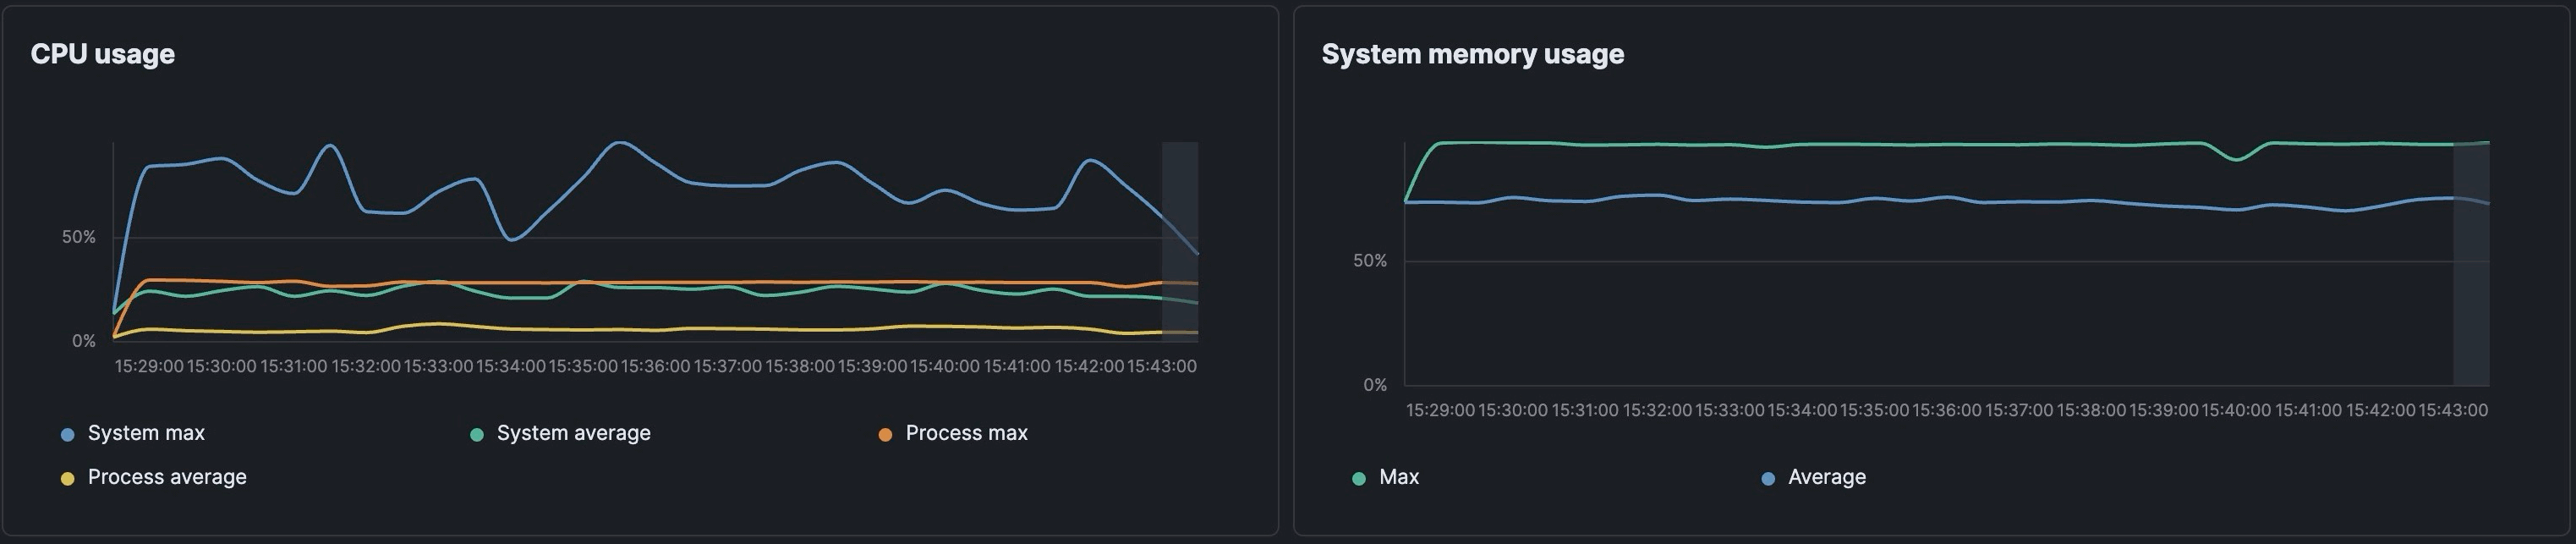 CPU usage
50%
0%
15:29:00 15:30:00 15:31:00 15:32:00 15:33:00 15:34:00 15:35:00 15:36:00 15:37:00 15:38:00 15:39:00 15:40:00 15:41:00 15:42:00 15:43:00
System max
System average
Process max
Process average
System memory usage
50%
0%
15:29:00 15:30:00 15:31:00 15:32:00 15:33:00 15:34:00 15:35:00 15:36:00 15:37:00 15:38:00 15:39:00 15:40:00 15:41:00 15:42:00 15:43:00
Max
Average